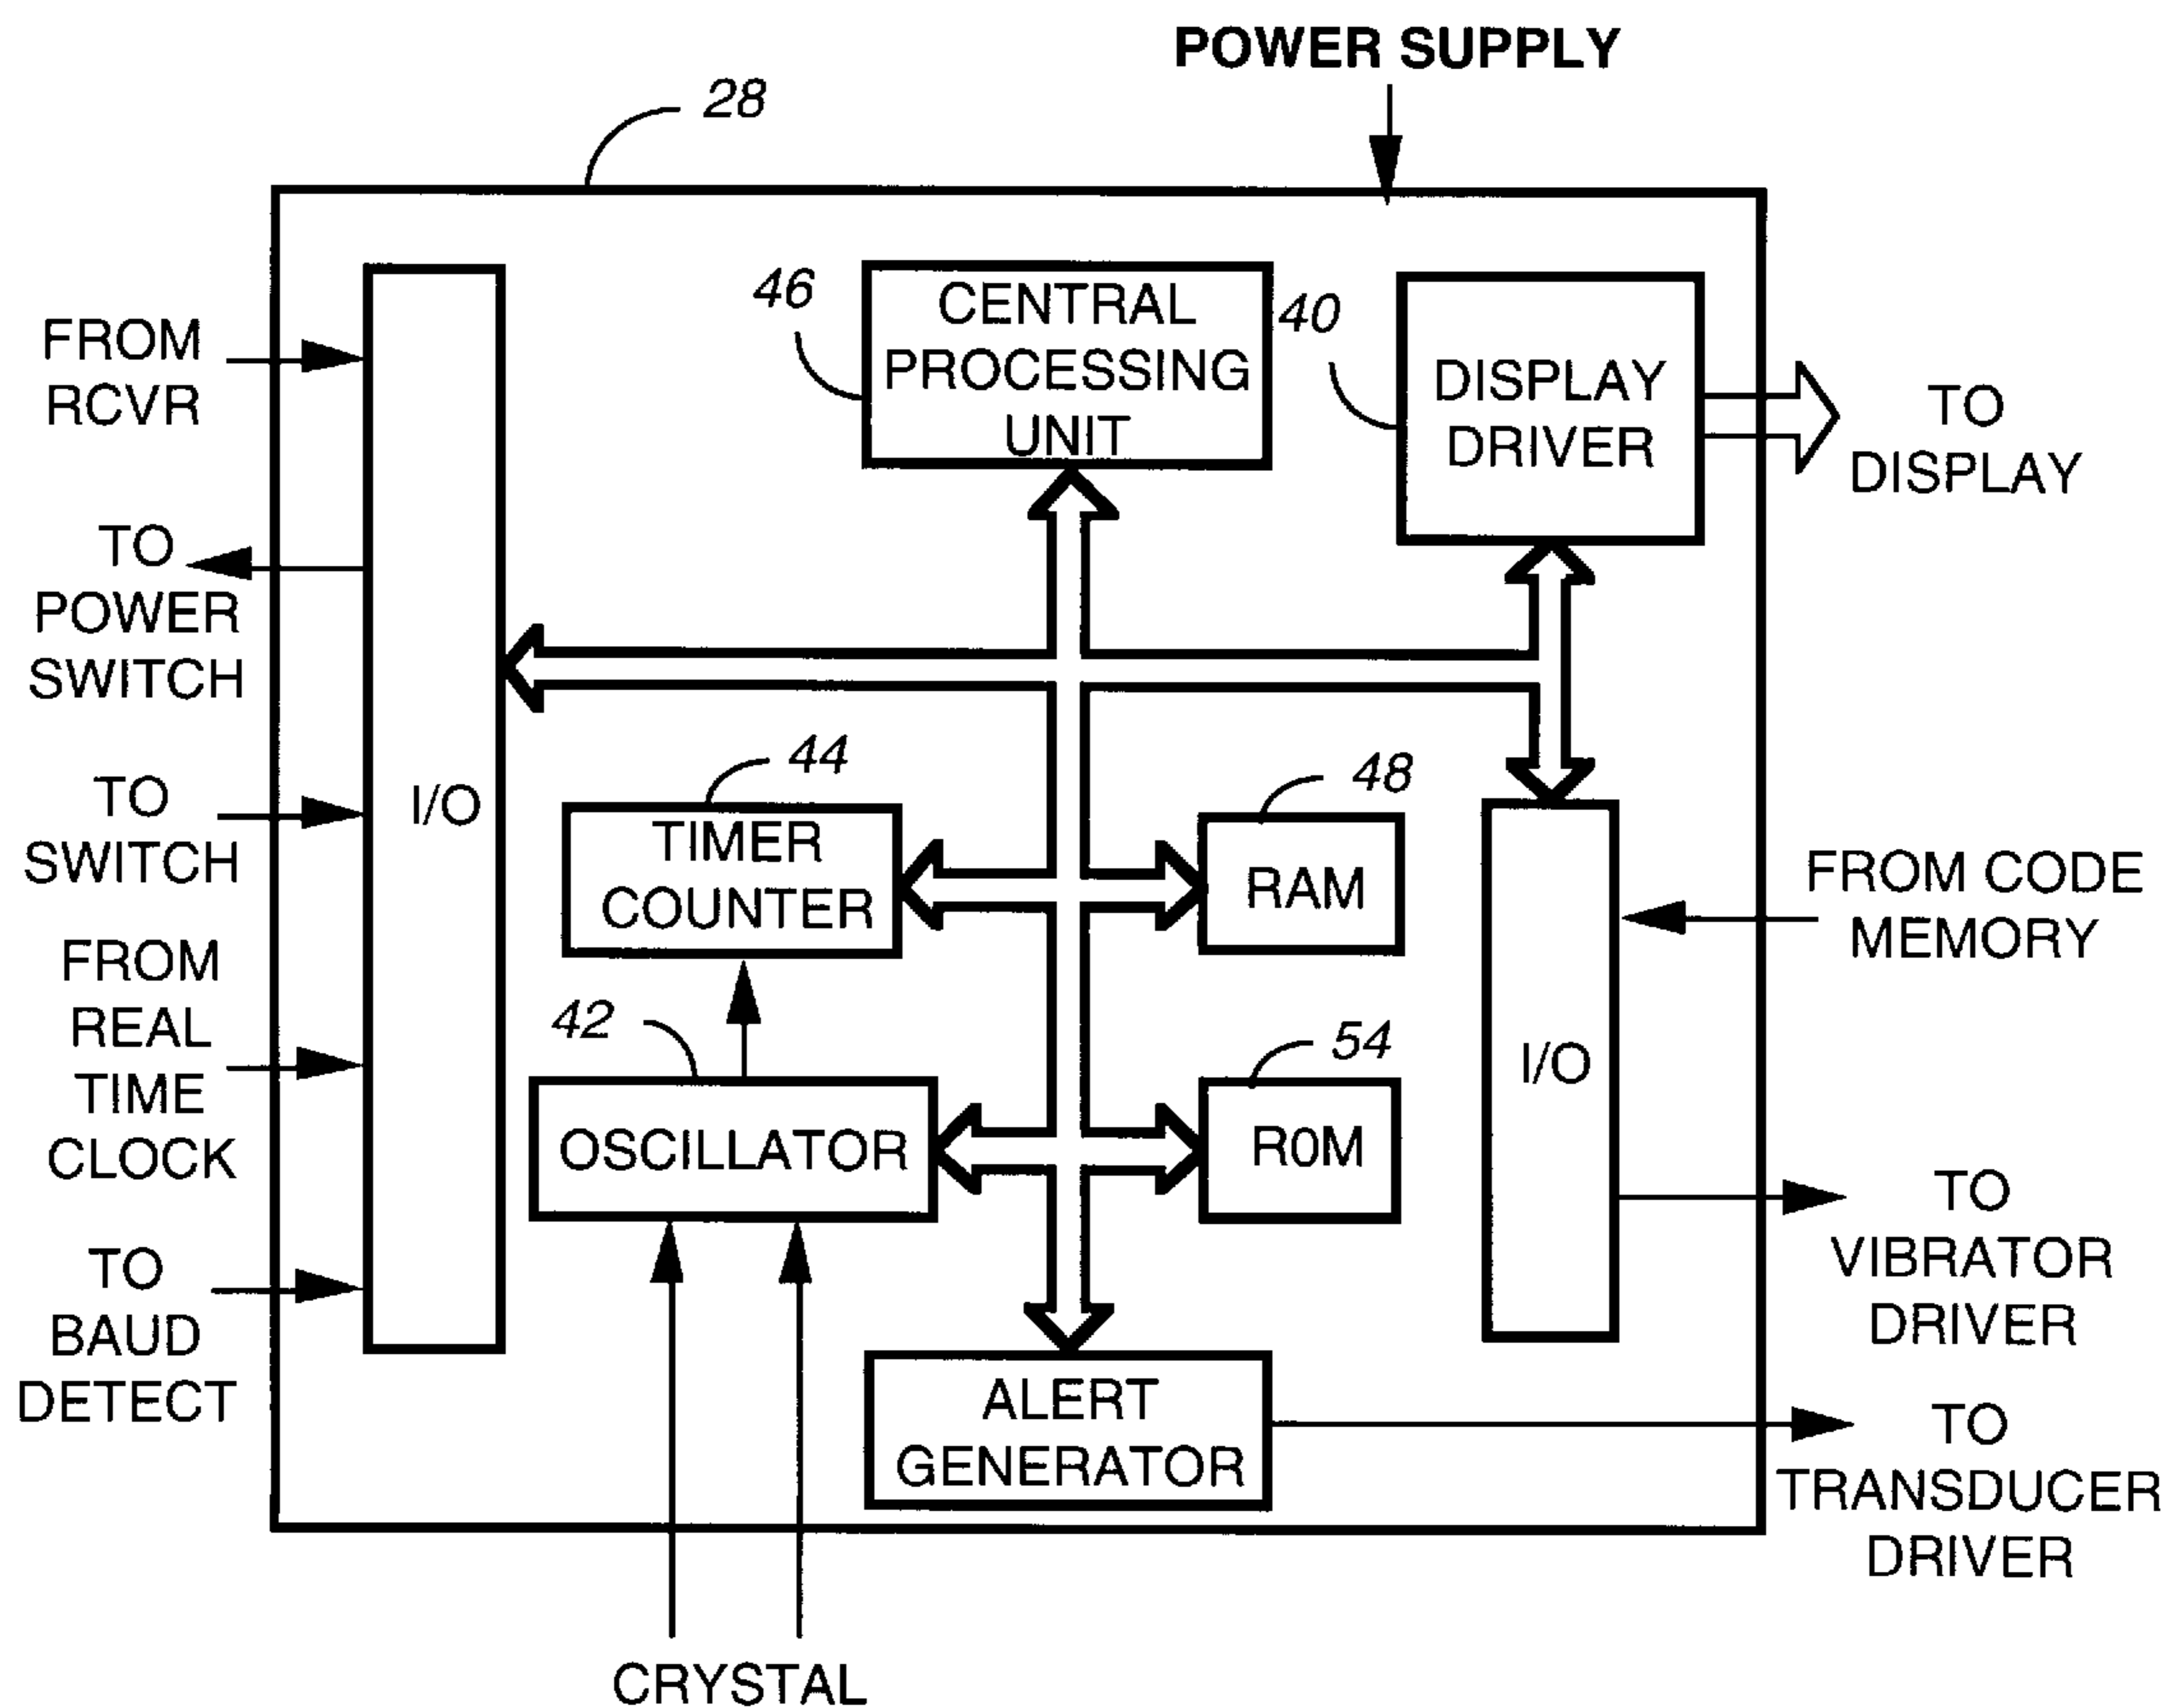 POWER SUPPLY
28
46
CENTRAL
PROCESSING
UNIT
40
DISPLAY
DRIVER
TO
DISPLAY
FROM
RCVR
TO
POWER
SWITCH
TO
SWITCH
FROM
REAL
TIME
CLOCK
TO
BAUD
DETECT
I/O
44
TIMER
COUNTER
48
RAM
42
OSCILLATOR
54
R0M
I/O
FROM CODE
MEMORY
TO
VIBRATOR
DRIVER
ALERT
GENERATOR
TO
TRANSDUCER
DRIVER
CRYSTAL